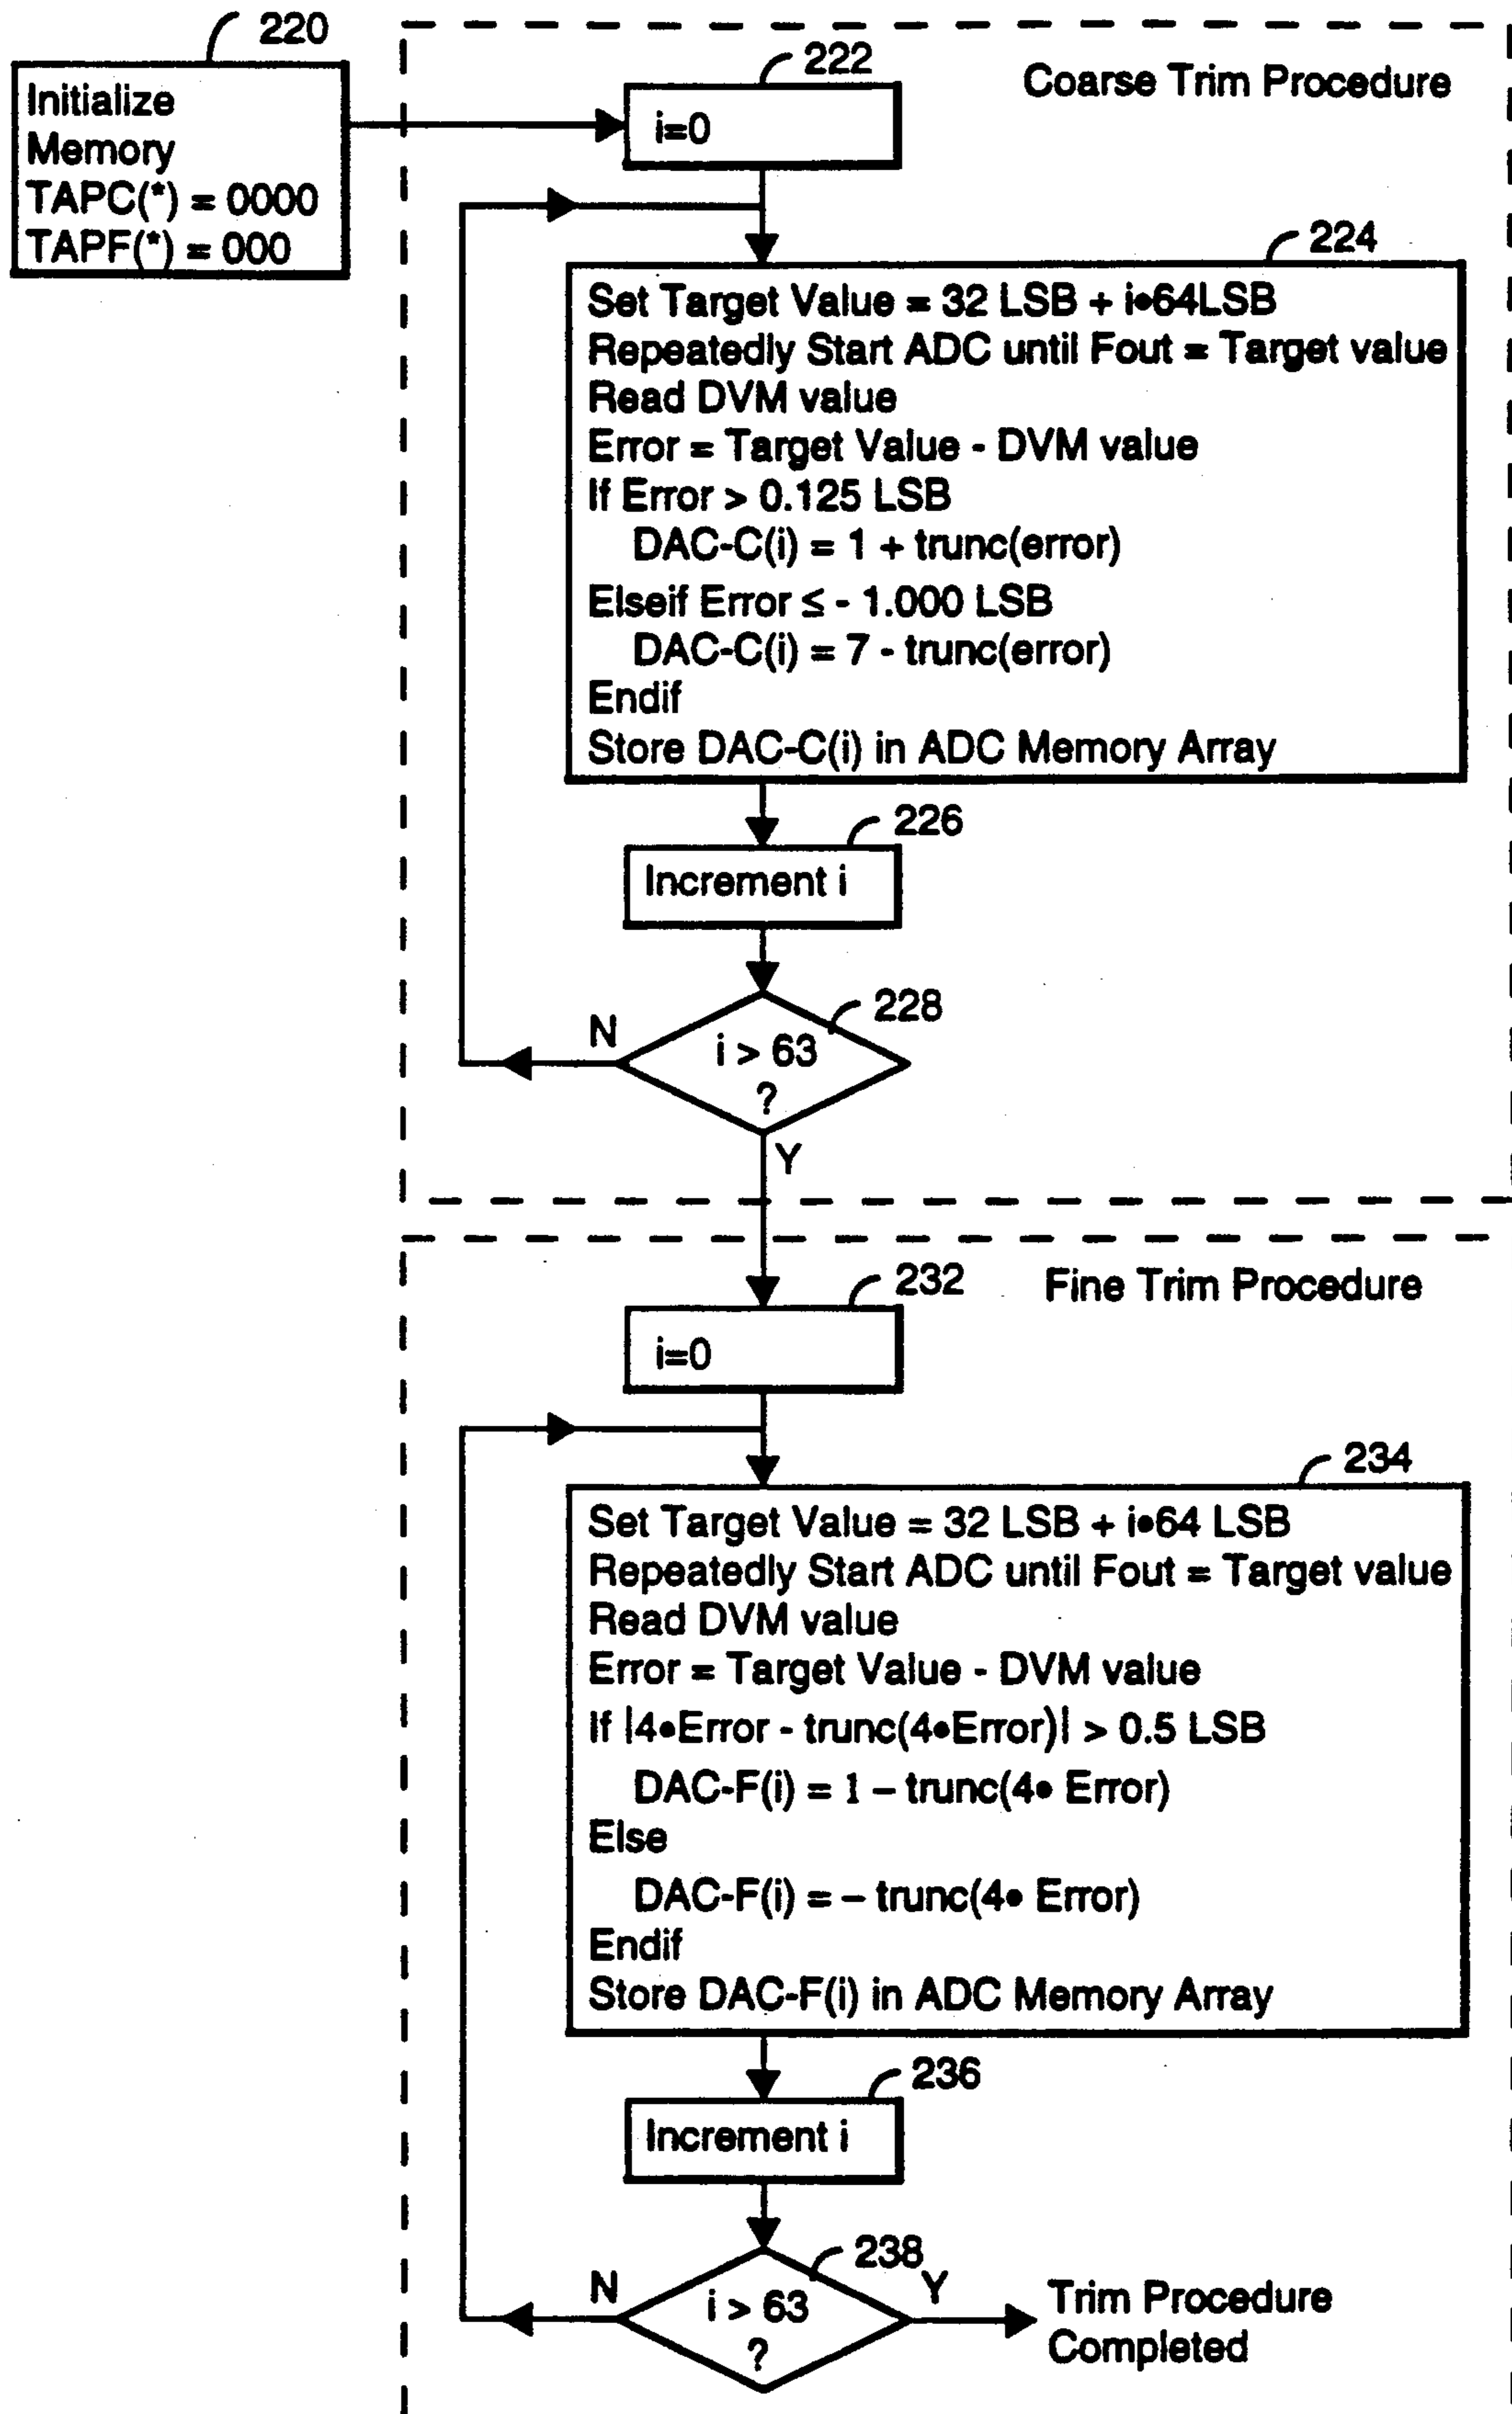 220
Initialize
Memory
TAPC(*) = 0000
TAPF(*) = 000
Coarse Trim Procedure
222
i=0
224
Set Target Value = 32 LSB + i•64LSB
Repeatedly Start ADC until Fout = Target value
Read DVM value
Error = Target Value - DVM value
If Error > 0.125 LSB
DAC-C(i) = 1 + trunc(error)
Elseif Error ≤ - 1.000 LSB
DAC-C(i) = 7 - trunc(error)
Endif
Store DAC-C(i) in ADC Memory Array
226
Increment i
228
N
i > 63
?
Y
Fine Trim Procedure
232
i=0
234
Set Target Value = 32 LSB + i•64 LSB
Repeatedly Start ADC until Fout = Target value
Read DVM value
Error = Target Value - DVM value
If |4•Error - trunc(4•Error)| > 0.5 LSB
DAC-F(i) = 1 – trunc(4• Error)
Else
DAC-F(i) = – trunc(4• Error)
Endif
Store DAC-F(i) in ADC Memory Array
236
Increment i
238
N
i > 63
?
Y
Trim Procedure
Completed